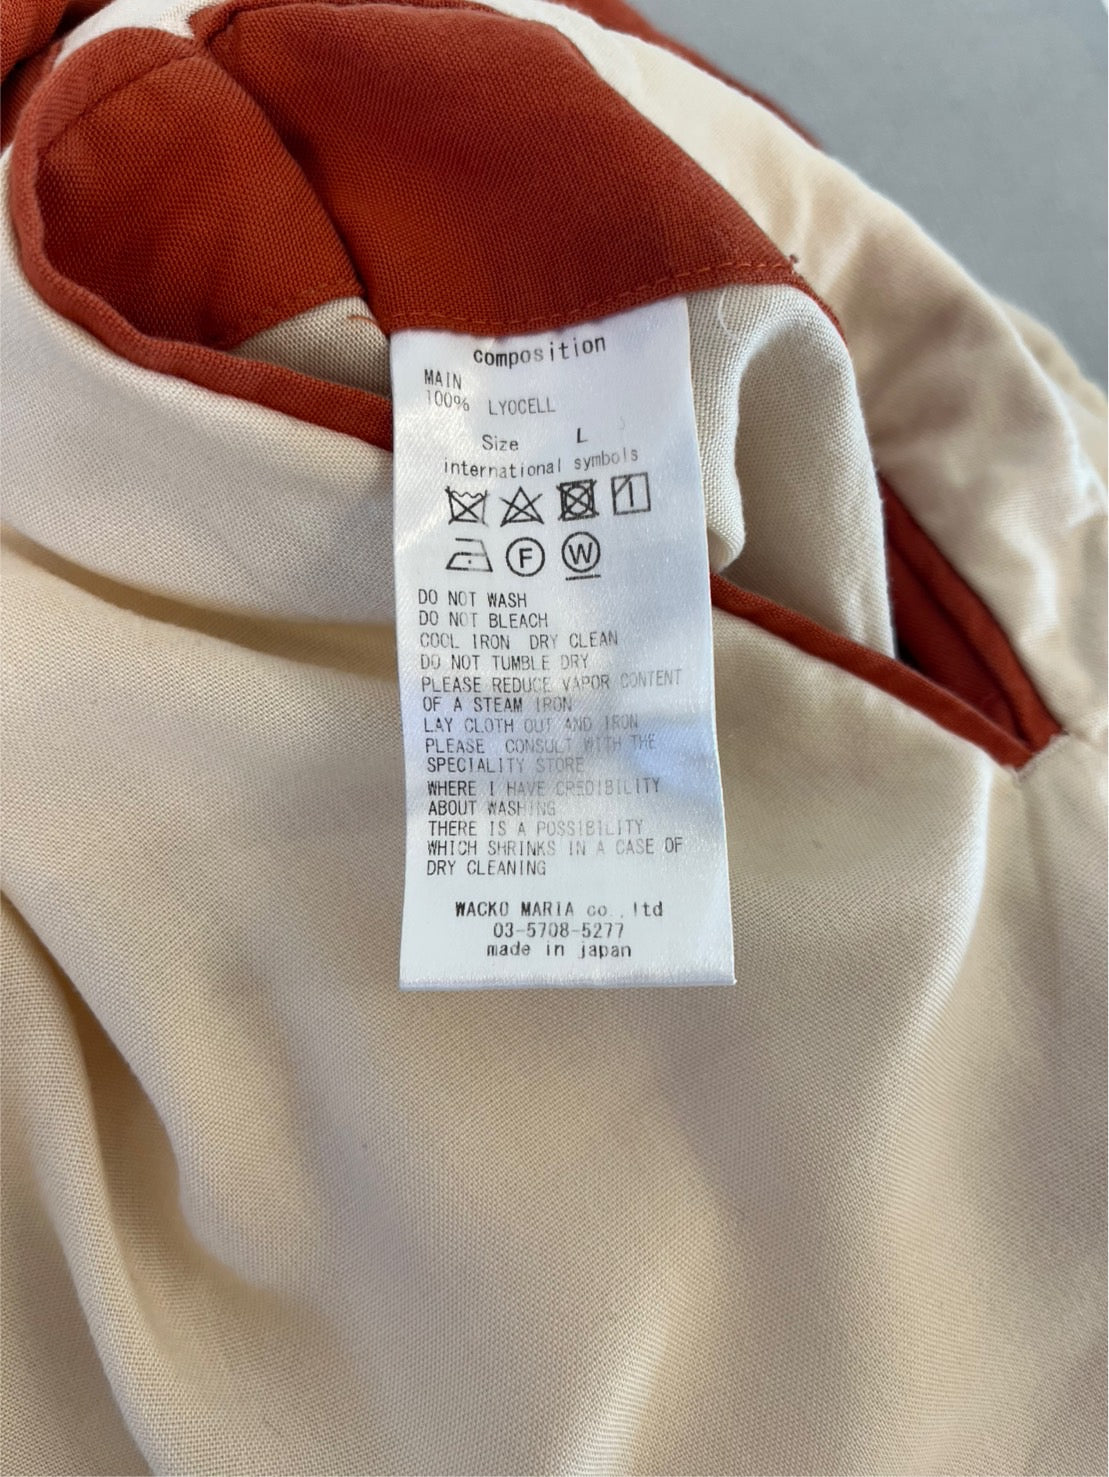 composition
MAIN
100% LYOCELL
Size L
international symbols
F W
DO NOT WASH
DO NOT BLEACH
COOL IRON DRY CLEAN
DO NOT TUMBLE DRY
PLEASE REDUCE VAPOR CONTENT
OF A STEAM IRON
LAY CLOTH OUT AND IRON
PLEASE CONSULT WITH THE
SPECIALITY STORE
WHERE I HAVE CREDIBILITY
ABOUT WASHING
THERE IS A POSSIBILITY
WHICH SHRINKS IN A CASE OF
DRY CLEANING
WACKO MARIA co.,ltd
03-5708-5277
made in japan